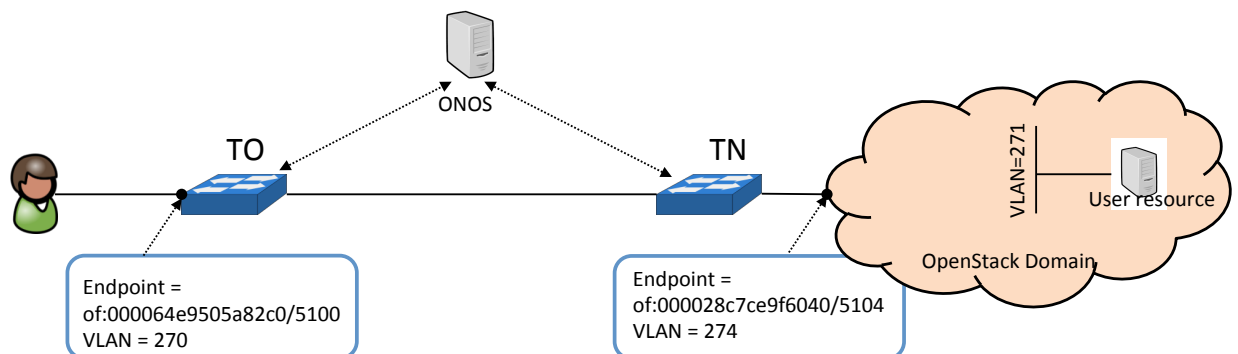 ONOS
TO
TN
VLAN=271
User resource
OpenStack Domain
Endpoint =
of:000064e9505a82c0/5100
VLAN = 270
Endpoint =
of:000028c7ce9f6040/5104
VLAN = 274